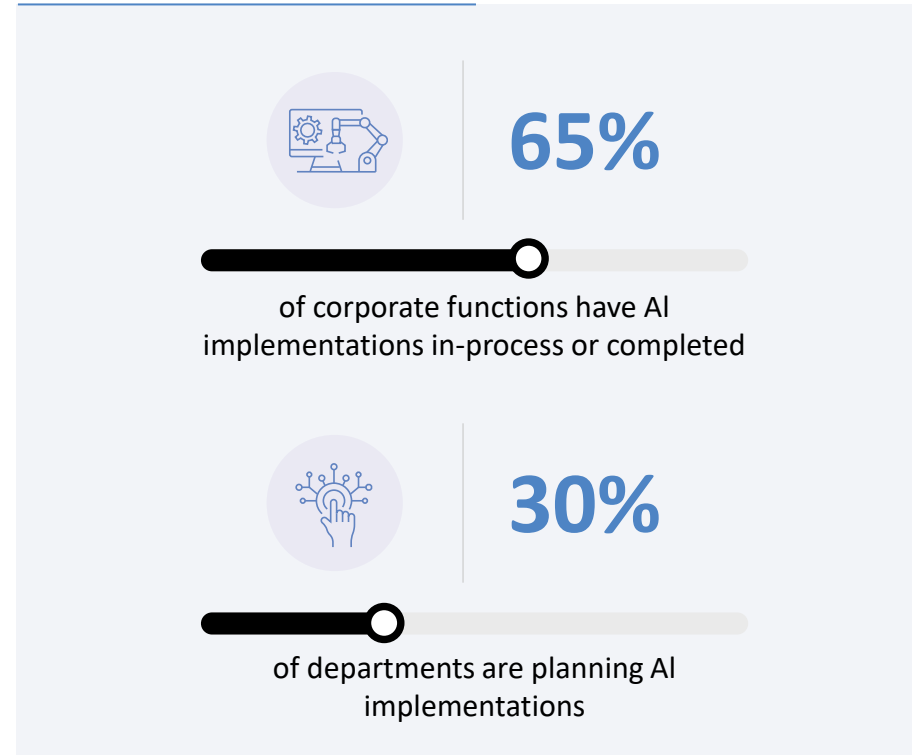 65%
of corporate functions have AI
implementations in-process or completed
30%
of departments are planning AI
implementations